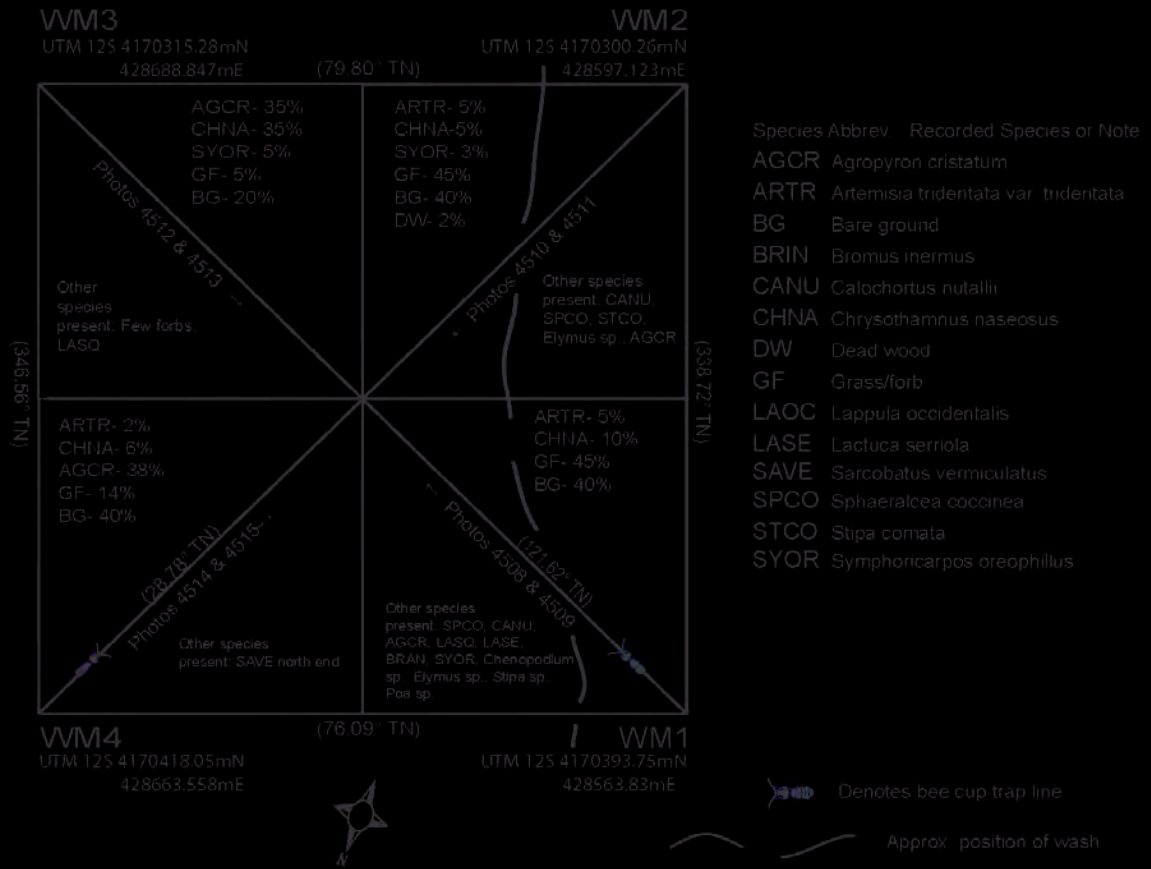 WM3
UTM 12S 4170315.28mN
428688.847mE
(79.80° TN)
WM2
UTM 12S 4170300.26mN
428597.123mE
AGCR- 35%
CHNA- 35%
SYOR- 5%
GF- 5%
BG- 20%
ARTR- 5%
CHNA-5%
SYOR- 3%
GF- 45%
BG- 40%
DW- 2%
Photos 4512 & 4513
Photos 4510 & 4511
Other
species
present: Few forbs,
LASQ
Other species
present: CANU,
SPCO, STCO,
Elymus sp., AGCR
(346.56° TN)
(338.72° TN)
ARTR- 2%
CHNA- 6%
AGCR- 38%
GF- 14%
BG- 40%
ARTR- 5%
CHNA- 10%
GF- 45%
BG- 40%
(28.78° TN)
Photos 4514 & 4515
Photos 4508 & 4509
(121.62° TN)
Other species
present: SAVE north end
Other species
present: SPCO, CANU,
AGCR, LASQ, LASE,
BRAN, SYOR, Chenopodium
sp., Elymus sp., Stipa sp.,
Poa sp.
WM4
UTM 12S 4170418.05mN
428663.558mE
(76.09° TN)
WM1
UTM 12S 4170393.75mN
428563.83mE
N
Species Abbrev. Recorded Species or Note
AGCR Agropyron cristatum
ARTR Artemisia tridentata var. tridentata
BG Bare ground
BRIN Bromus inermus
CANU Calochortus nutallii
CHNA Chrysothamnus naseosus
DW Dead wood
GF Grass/forb
LAOC Lappula occidentalis
LASE Lactuca serriola
SAVE Sarcobatus vermiculatus
SPCO Sphaeralcea coccinea
STCO Stipa comata
SYOR Symphoricarpos oreophillus
Denotes bee cup trap line
Approx. position of wash